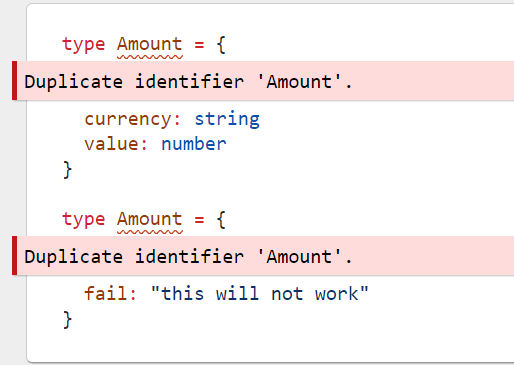 type Amount = {
Duplicate identifier 'Amount'.
currency: string
value: number
}
type Amount = {
Duplicate identifier 'Amount'.
fail: "this will not work"
}